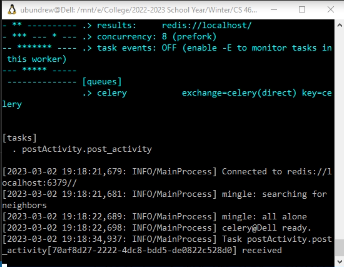 ubundrew@Dell: /mnt/e/College/2022-2023 School Year/Winter/CS 46...
- ** ---------- .> results:     redis://localhost/
- *** --- * --- .> concurrency: 8 (prefork)
-- ******* ---- .> task events: OFF (enable -E to monitor tasks in
 this worker)
--- ***** -----
 -------------- [queues]
                .> celery           exchange=celery(direct) key=ce
lery
[tasks]
  . postActivity.post_activity
[2023-03-02 19:18:21,679: INFO/MainProcess] Connected to redis://l
ocalhost:6379//
[2023-03-02 19:18:21,681: INFO/MainProcess] mingle: searching for
neighbors
[2023-03-02 19:18:22,689: INFO/MainProcess] mingle: all alone
[2023-03-02 19:18:22,698: INFO/MainProcess] celery@Dell ready.
[2023-03-02 19:18:34,937: INFO/MainProcess] Task postActivity.post
_activity[70af8d27-2222-4dc8-bdd5-de0822c528d0] received